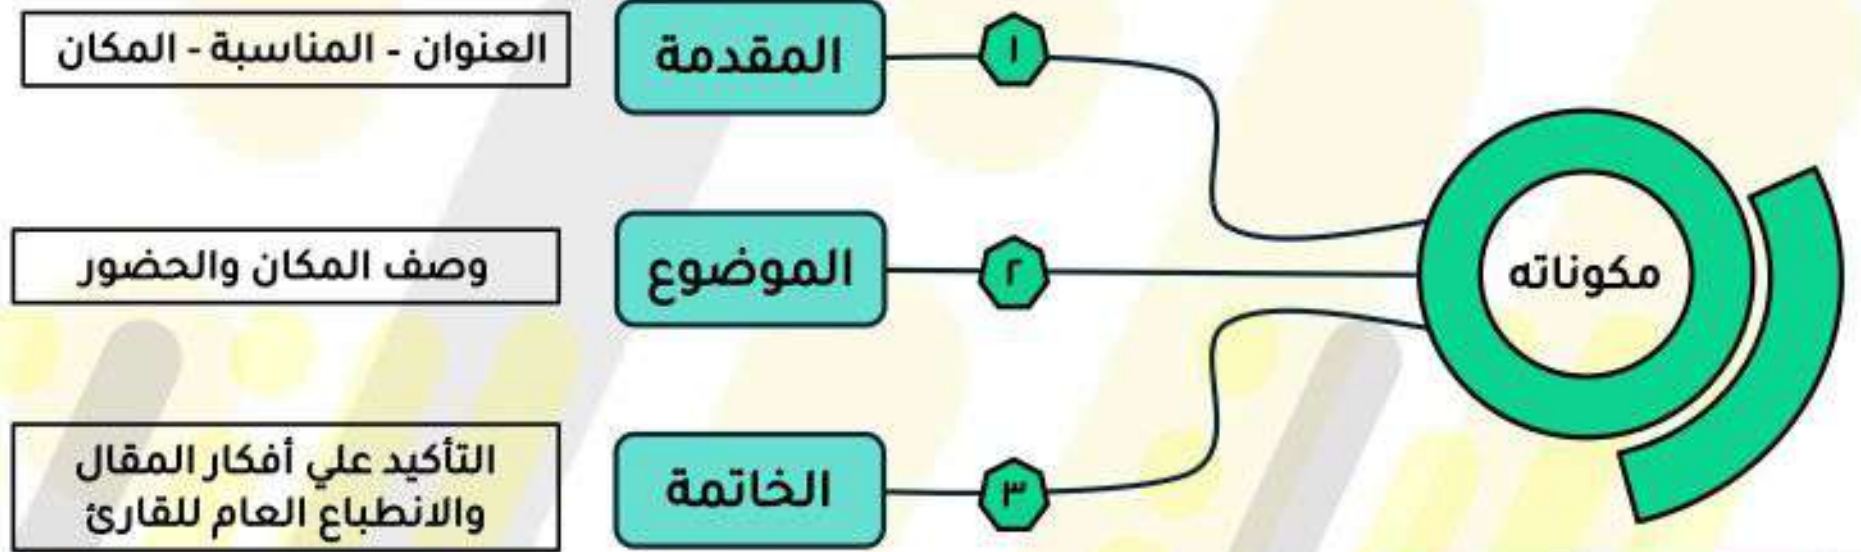 مكوناته
١
المقدمة
العنوان - المناسبة - المكان
٢
الموضوع
وصف المكان والحضور
٣
الخاتمة
التأكيد علي أفكار المقال
والانطباع العام للقارئ